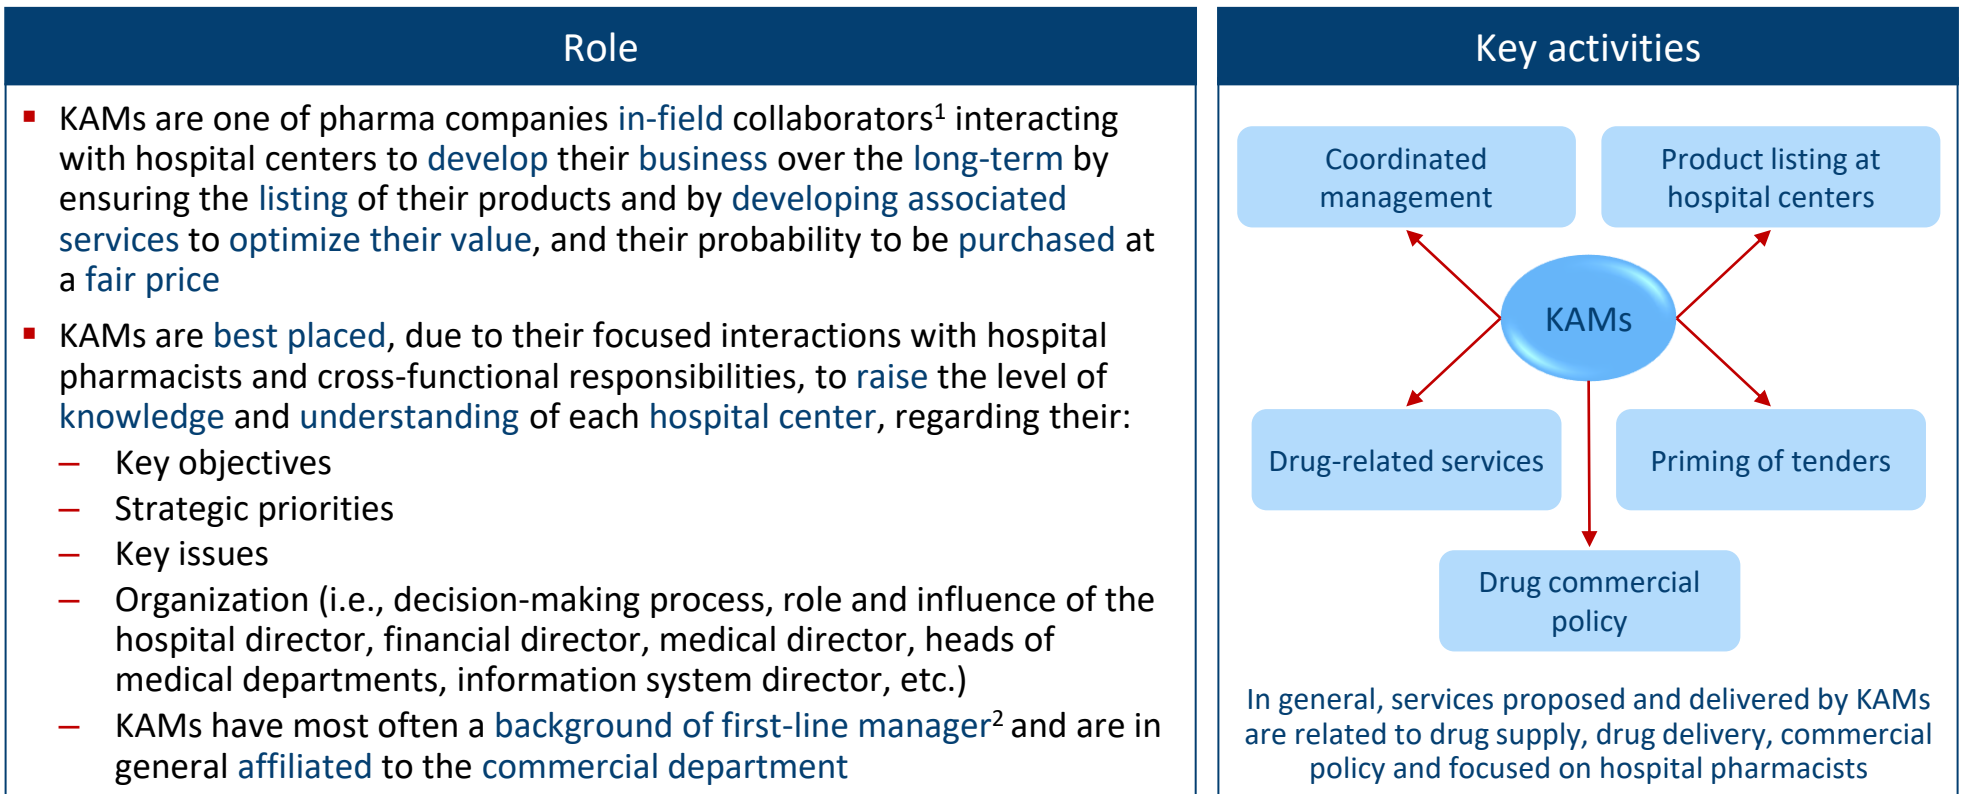 Role
KAMs are one of pharma companies in-field collaborators1 interacting
with hospital centers to develop their business over the long-term by
ensuring the listing of their products and by developing associated
services to optimize their value, and their probability to be purchased at
a fair price
KAMs are best placed, due to their focused interactions with hospital
pharmacists and cross-functional responsibilities, to raise the level of
knowledge and understanding of each hospital center, regarding their:
– Key objectives
– Strategic priorities
– Key issues
– Organization (i.e., decision-making process, role and influence of the
hospital director, financial director, medical director, heads of
medical departments, information system director, etc.)
– KAMs have most often a background of first-line manager2 and are in
general affiliated to the commercial department
Key activities
Coordinated
management
Product listing at
hospital centers
KAMs
Drug-related services
Priming of tenders
Drug commercial
policy
In general, services proposed and delivered by KAMs
are related to drug supply, drug delivery, commercial
policy and focused on hospital pharmacists